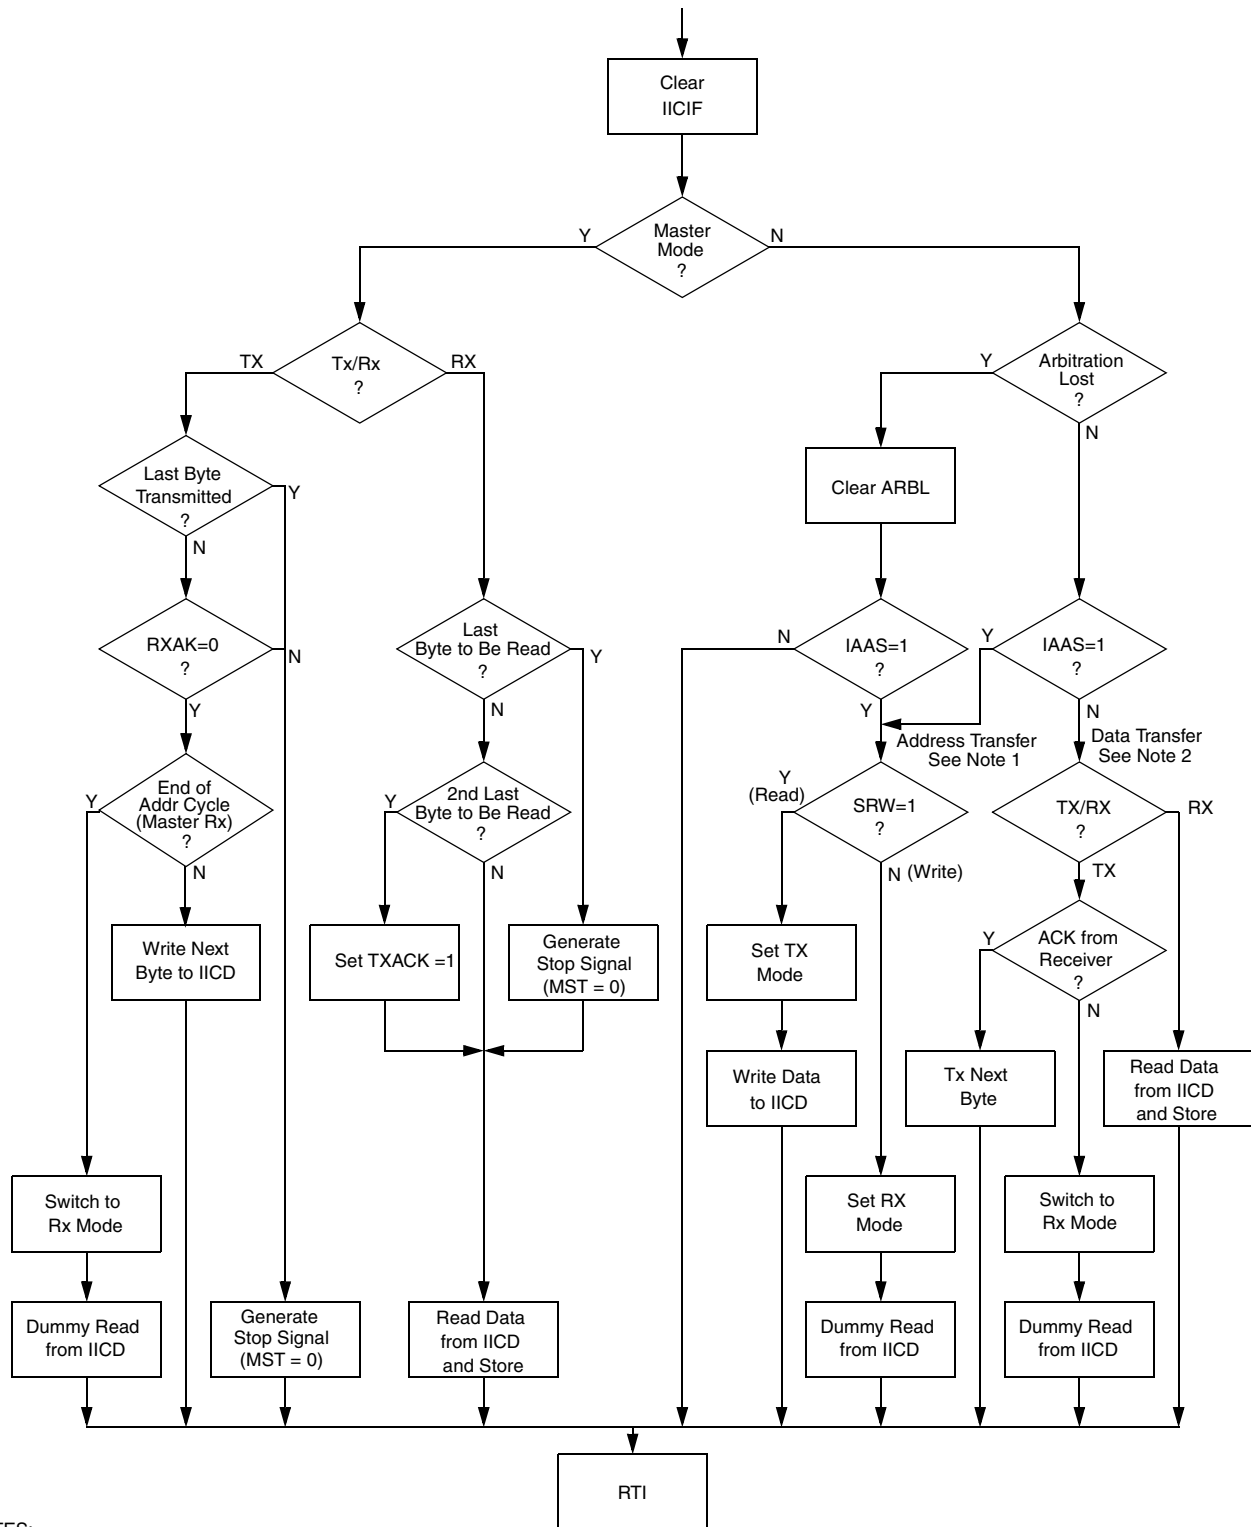 Clear
IICIF
Master
Mode
?
Y
N
Tx/Rx
?
TX
RX
Arbitration
Lost
?
Y
N
Last Byte
Transmitted
?
Y
N
Clear ARBL
RXAK=0
?
N
Y
Last
Byte to Be Read
?
Y
N
IAAS=1
?
N
Y
IAAS=1
?
Y
N
Address Transfer
See Note 1
Data Transfer
See Note 2
End of
Addr Cycle
(Master Rx)
?
Y
N
2nd Last
Byte to Be Read
?
Y
N
Y
(Read)
SRW=1
?
N (Write)
TX/RX
?
RX
TX
Write Next
Byte to IICD
Set TXACK =1
Generate
Stop Signal
(MST = 0)
Set TX
Mode
ACK from
Receiver
?
Y
N
Write Data
to IICD
Tx Next
Byte
Read Data
from IICD
and Store
Switch to
Rx Mode
Set RX
Mode
Switch to
Rx Mode
Dummy Read
from IICD
Generate
Stop Signal
(MST = 0)
Read Data
from IICD
and Store
Dummy Read
from IICD
Dummy Read
from IICD
RTI